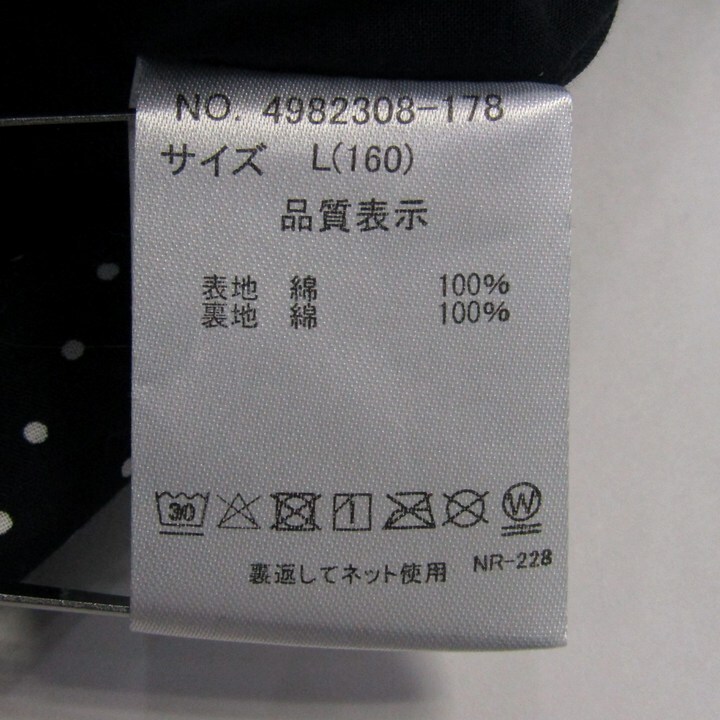 NO. 4982308-178
サイズ L(160)
品質表示
表地 綿 100%
裏地 綿 100%
30 W
裏返してネット使用 NR-228